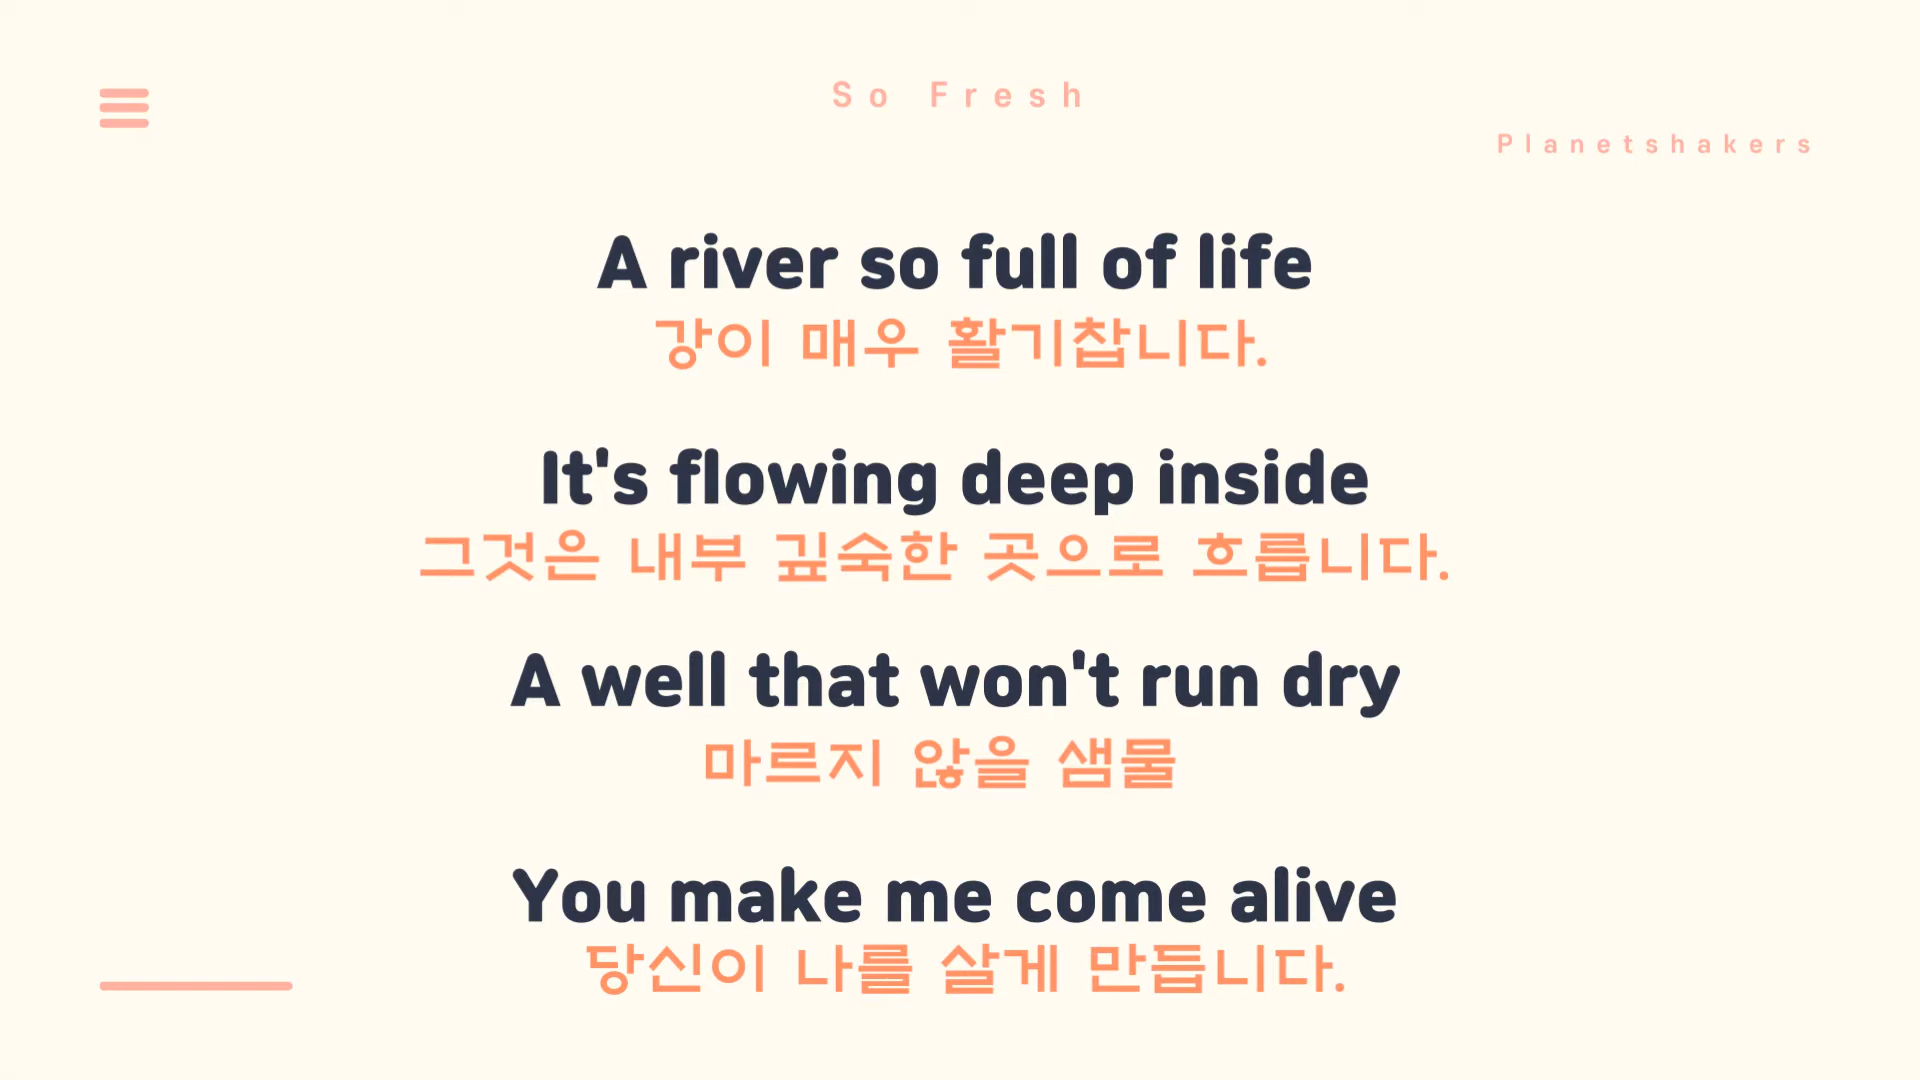 So Fresh
Planetshakers
A river so full of life
강이 매우 활기찹니다.
It's flowing deep inside
그것은 내부 깊숙한 곳으로 흐릅니다.
A well that won't run dry
마르지 않을 샘물
You make me come alive
당신이 나를 살게 만듭니다.